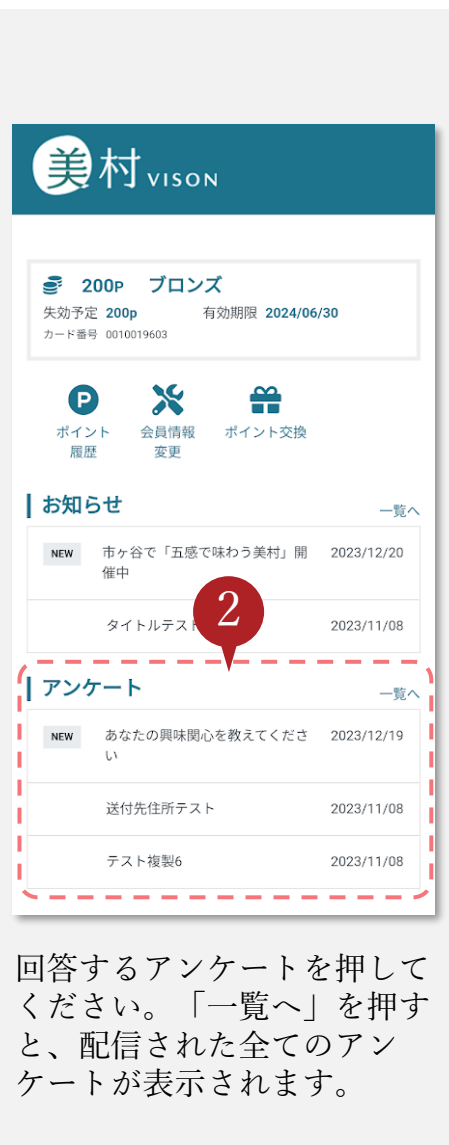 美村 VISON
200P ブロンズ
失効予定 200p 有効期限 2024/06/30
カード番号 0010019603
P
ポイント履歴
会員情報変更
ポイント交換
お知らせ 一覧へ
NEW 市ヶ谷で「五感で味わう美村」開 2023/12/20
催中
タイトルテス 2023/11/08
2
アンケート 一覧へ
NEW あなたの興味関心を教えてくださ 2023/12/19
い
送付先住所テスト 2023/11/08
テスト複製6 2023/11/08
回答するアンケートを押して
ください。「一覧へ」を押す
と、配信された全てのアン
ケートが表示されます。